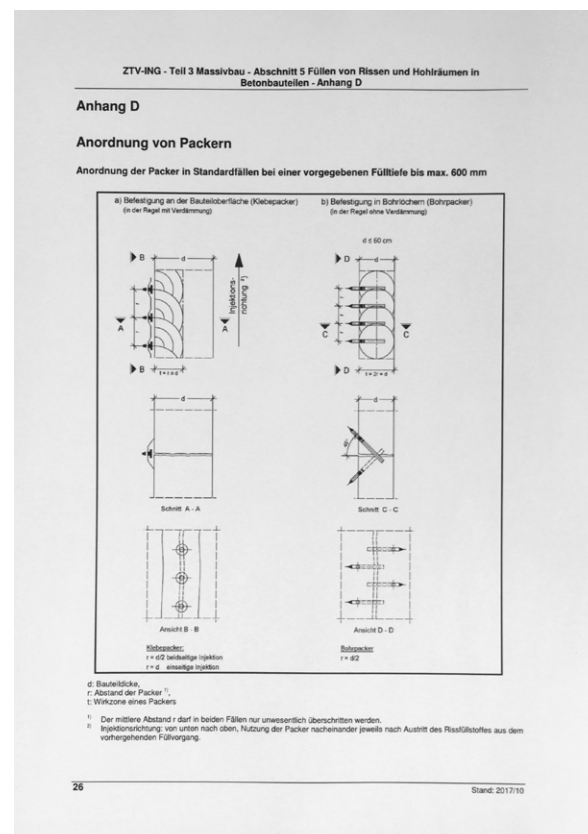 ZTV-ING - Teil 3 Massivbau - Abschnitt 5 Füllen von Rissen und Hohlräumen in
Betonbauteilen - Anhang D
Anhang D
Anordnung von Packern
Anordnung der Packer in Standardfällen bei einer vorgegebenen Fülltiefe bis max. 600 mm
a) Befestigung an der Bauteiloberfläche (Klebepacker)
(in der Regel mit Verdämmung)
b) Befestigung in Bohrlöchern (Bohrpacker)
(in der Regel ohne Verdämmung)
d ≤ 60 cm
B
d
Injektions-
richtung 2)
D
d
r
r
A
A
r
r
r
C
C
B
t = r = d
D
t = 2r = d
d
d
45°
Schnitt A - A
Schnitt C - C
Ansicht B - B
Ansicht D - D
Klebepacker:
r = d/2 beidseitige Injektion
r = d einseitige Injektion
Bohrpacker
r = d/2
d: Bauteildicke,
r: Abstand der Packer 1),
t: Wirkzone eines Packers
1) Der mittlere Abstand r darf in beiden Fällen nur unwesentlich überschritten werden.
2) Injektionsrichtung: von unten nach oben, Nutzung der Packer nacheinander jeweils nach Austritt des Rissfüllstoffes aus dem
vorhergehenden Füllvorgang.
26
Stand: 2017/10